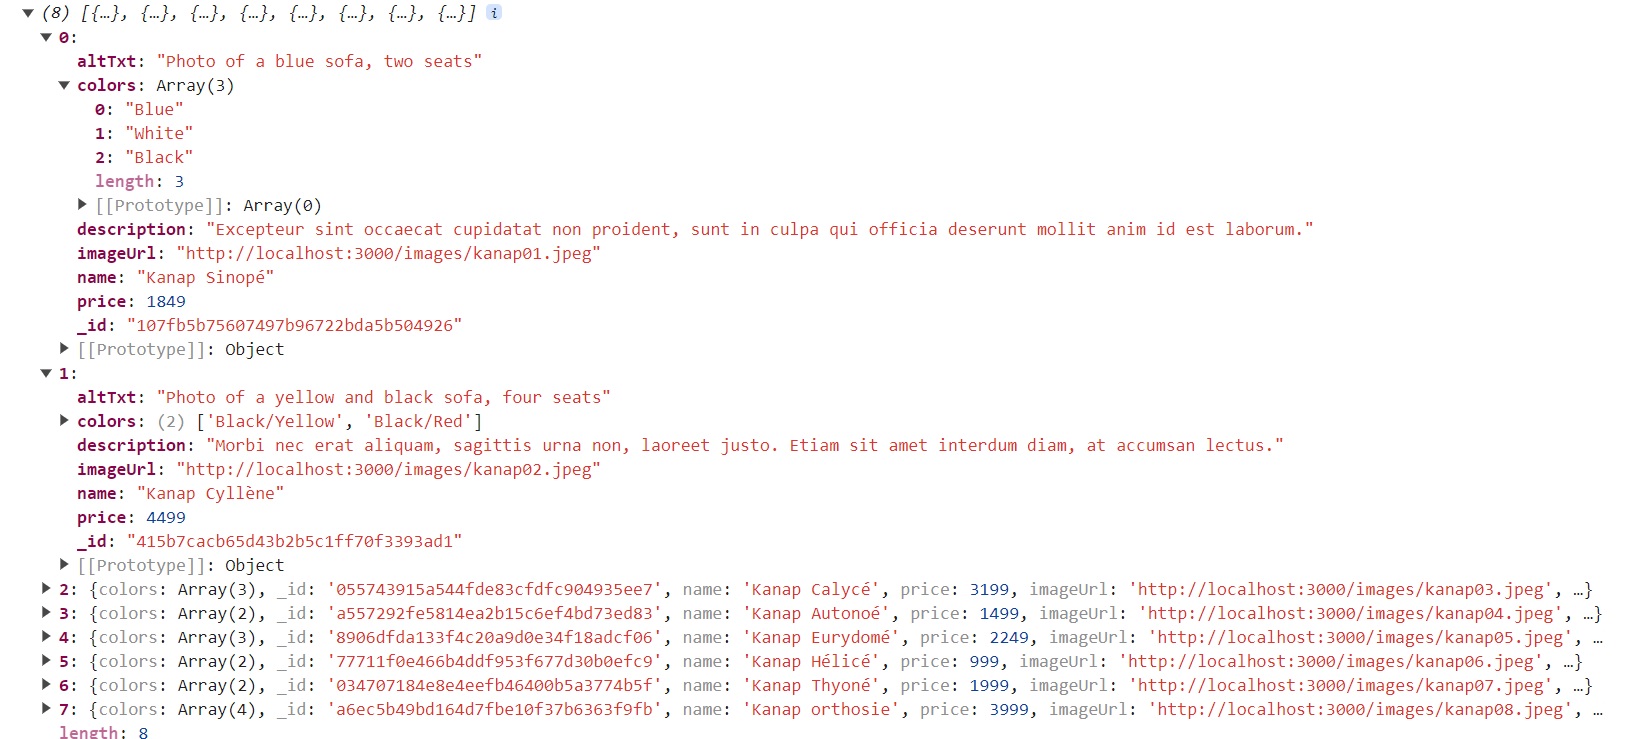 (8) [{…}, {…}, {…}, {…}, {…}, {…}, {…}, {…}] i
0:
altTxt: "Photo of a blue sofa, two seats"
colors: Array(3)
0: "Blue"
1: "White"
2: "Black"
length: 3
[[Prototype]]: Array(0)
description: "Excepteur sint occaecat cupidatat non proident, sunt in culpa qui officia deserunt mollit anim id est laborum."
imageUrl: "http://localhost:3000/images/kanap01.jpeg"
name: "Kanap Sinopé"
price: 1849
_id: "107fb5b75607497b96722bda5b504926"
[[Prototype]]: Object
1:
altTxt: "Photo of a yellow and black sofa, four seats"
colors: (2) ['Black/Yellow', 'Black/Red']
description: "Morbi nec erat aliquam, sagittis urna non, laoreet justo. Etiam sit amet interdum diam, at accumsan lectus."
imageUrl: "http://localhost:3000/images/kanap02.jpeg"
name: "Kanap Cyllène"
price: 4499
_id: "415b7cacb65d43b2b5c1ff70f3393ad1"
[[Prototype]]: Object
2: {colors: Array(3), _id: '055743915a544fde83cfdfc904935ee7', name: 'Kanap Calycé', price: 3199, imageUrl: 'http://localhost:3000/images/kanap03.jpeg', …}
3: {colors: Array(2), _id: 'a557292fe5814ea2b15c6ef4bd73ed83', name: 'Kanap Autonoé', price: 1499, imageUrl: 'http://localhost:3000/images/kanap04.jpeg', …}
4: {colors: Array(3), _id: '8906dfda133f4c20a9d0e34f18adcf06', name: 'Kanap Eurydomé', price: 2249, imageUrl: 'http://localhost:3000/images/kanap05.jpeg', …
5: {colors: Array(2), _id: '77711f0e466b4ddf953f677d30b0efc9', name: 'Kanap Hélicé', price: 999, imageUrl: 'http://localhost:3000/images/kanap06.jpeg', …}
6: {colors: Array(2), _id: '034707184e8e4eefb46400b5a3774b5f', name: 'Kanap Thyoné', price: 1999, imageUrl: 'http://localhost:3000/images/kanap07.jpeg', …}
7: {colors: Array(4), _id: 'a6ec5b49bd164d7fbe10f37b6363f9fb', name: 'Kanap orthosie', price: 3999, imageUrl: 'http://localhost:3000/images/kanap08.jpeg', …
length: 8